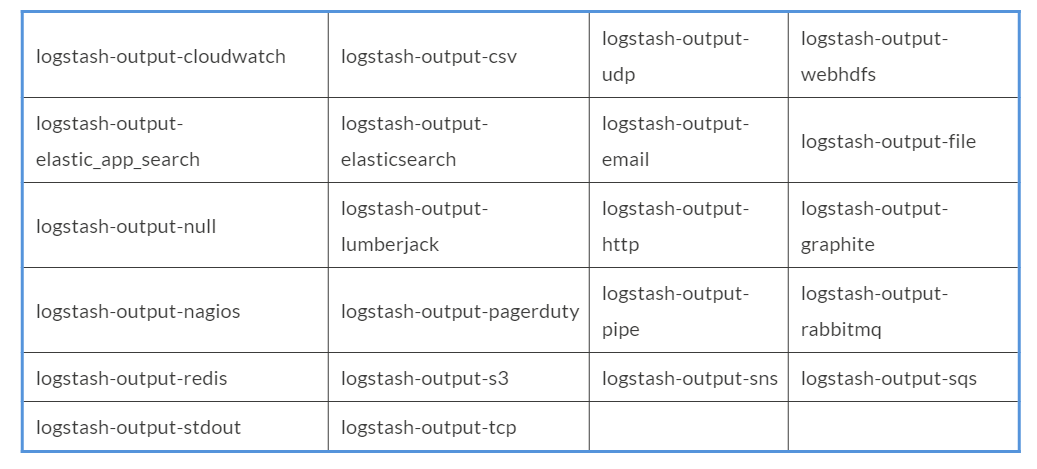 logstash-output-cloudwatch
logstash-output-csv
logstash-output-
udp
logstash-output-
webhdfs
logstash-output-
elastic_app_search
logstash-output-
elasticsearch
logstash-output-
email
logstash-output-file
logstash-output-null
logstash-output-
lumberjack
logstash-output-
http
logstash-output-
graphite
logstash-output-nagios
logstash-output-pagerduty
logstash-output-
pipe
logstash-output-
rabbitmq
logstash-output-redis
logstash-output-s3
logstash-output-sns
logstash-output-sqs
logstash-output-stdout
logstash-output-tcp